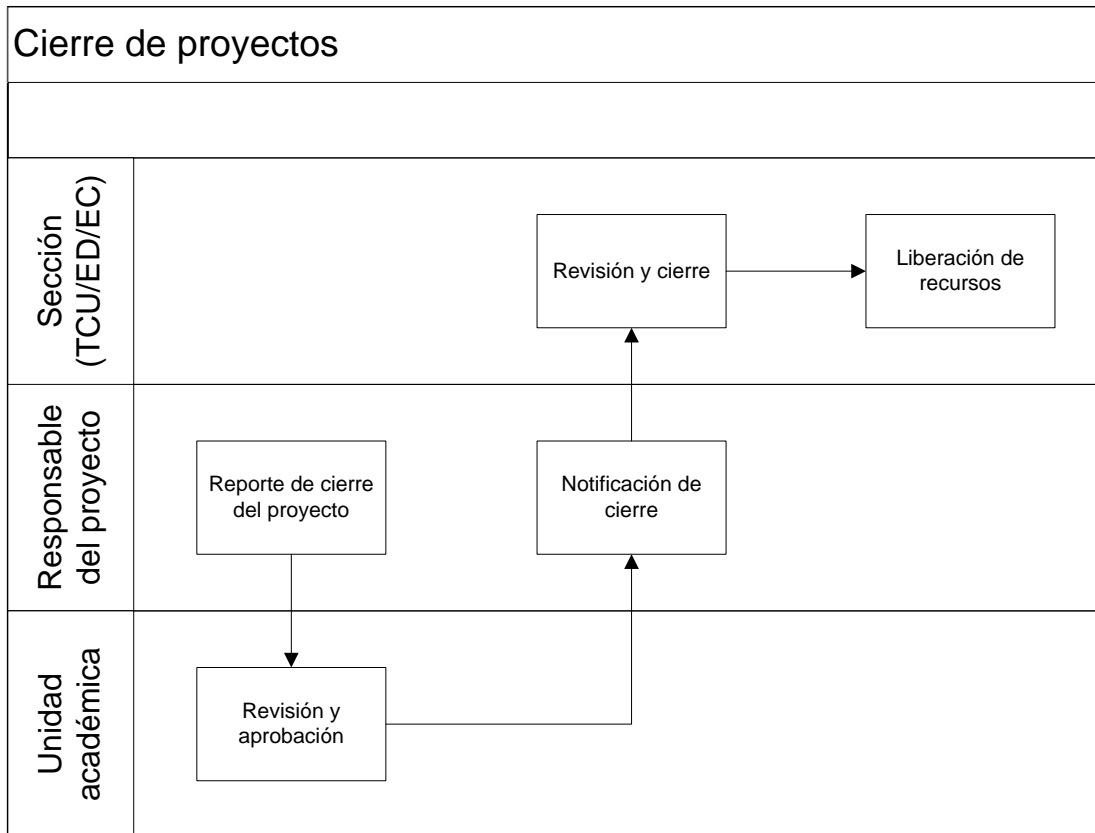 Cierre de proyectos
Sección
(TCU/ED/EC)
Revisión y cierre
Liberación de
recursos
Responsable
del proyecto
Reporte de cierre
del proyecto
Notificación de
cierre
Unidad
académica
Revisión y
aprobación